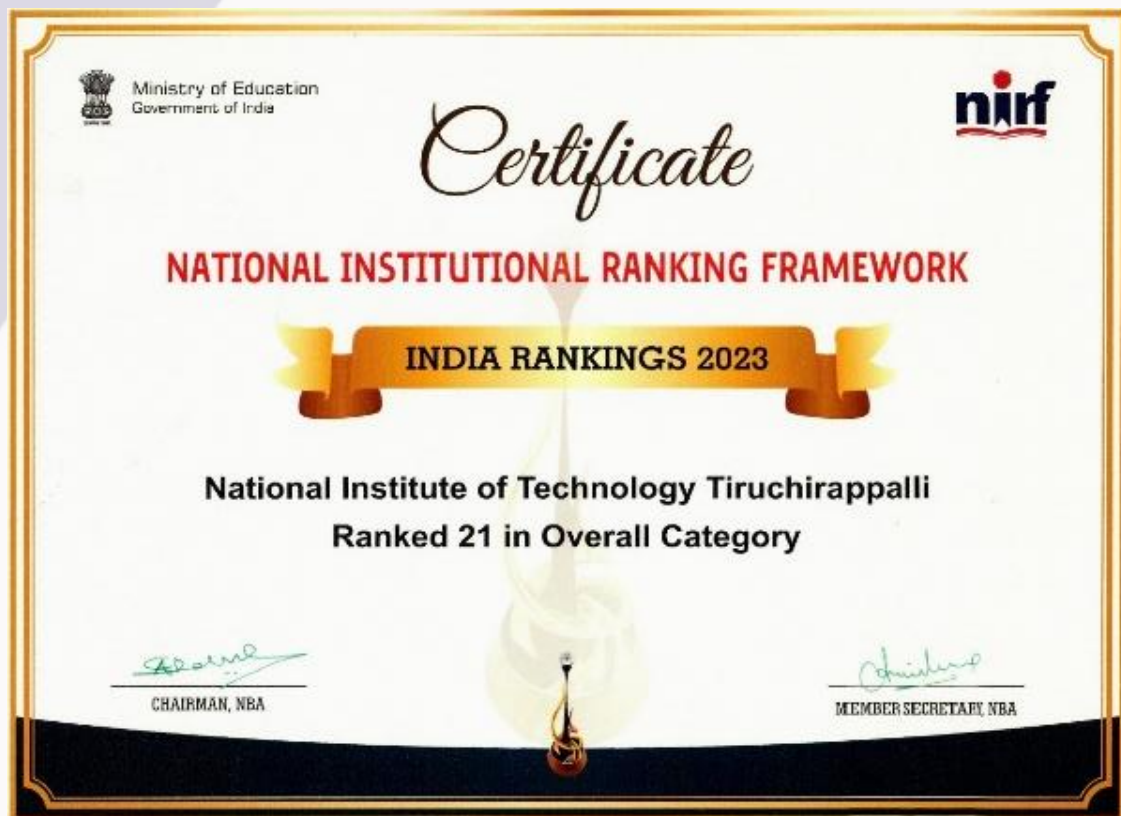 Ministry of Education
Government of India
nirf
Certificate
NATIONAL INSTITUTIONAL RANKING FRAMEWORK
INDIA RANKINGS 2023
National Institute of Technology Tiruchirappalli
Ranked 21 in Overall Category
CHAIRMAN, NBA
MEMBER SECRETARY, NBA